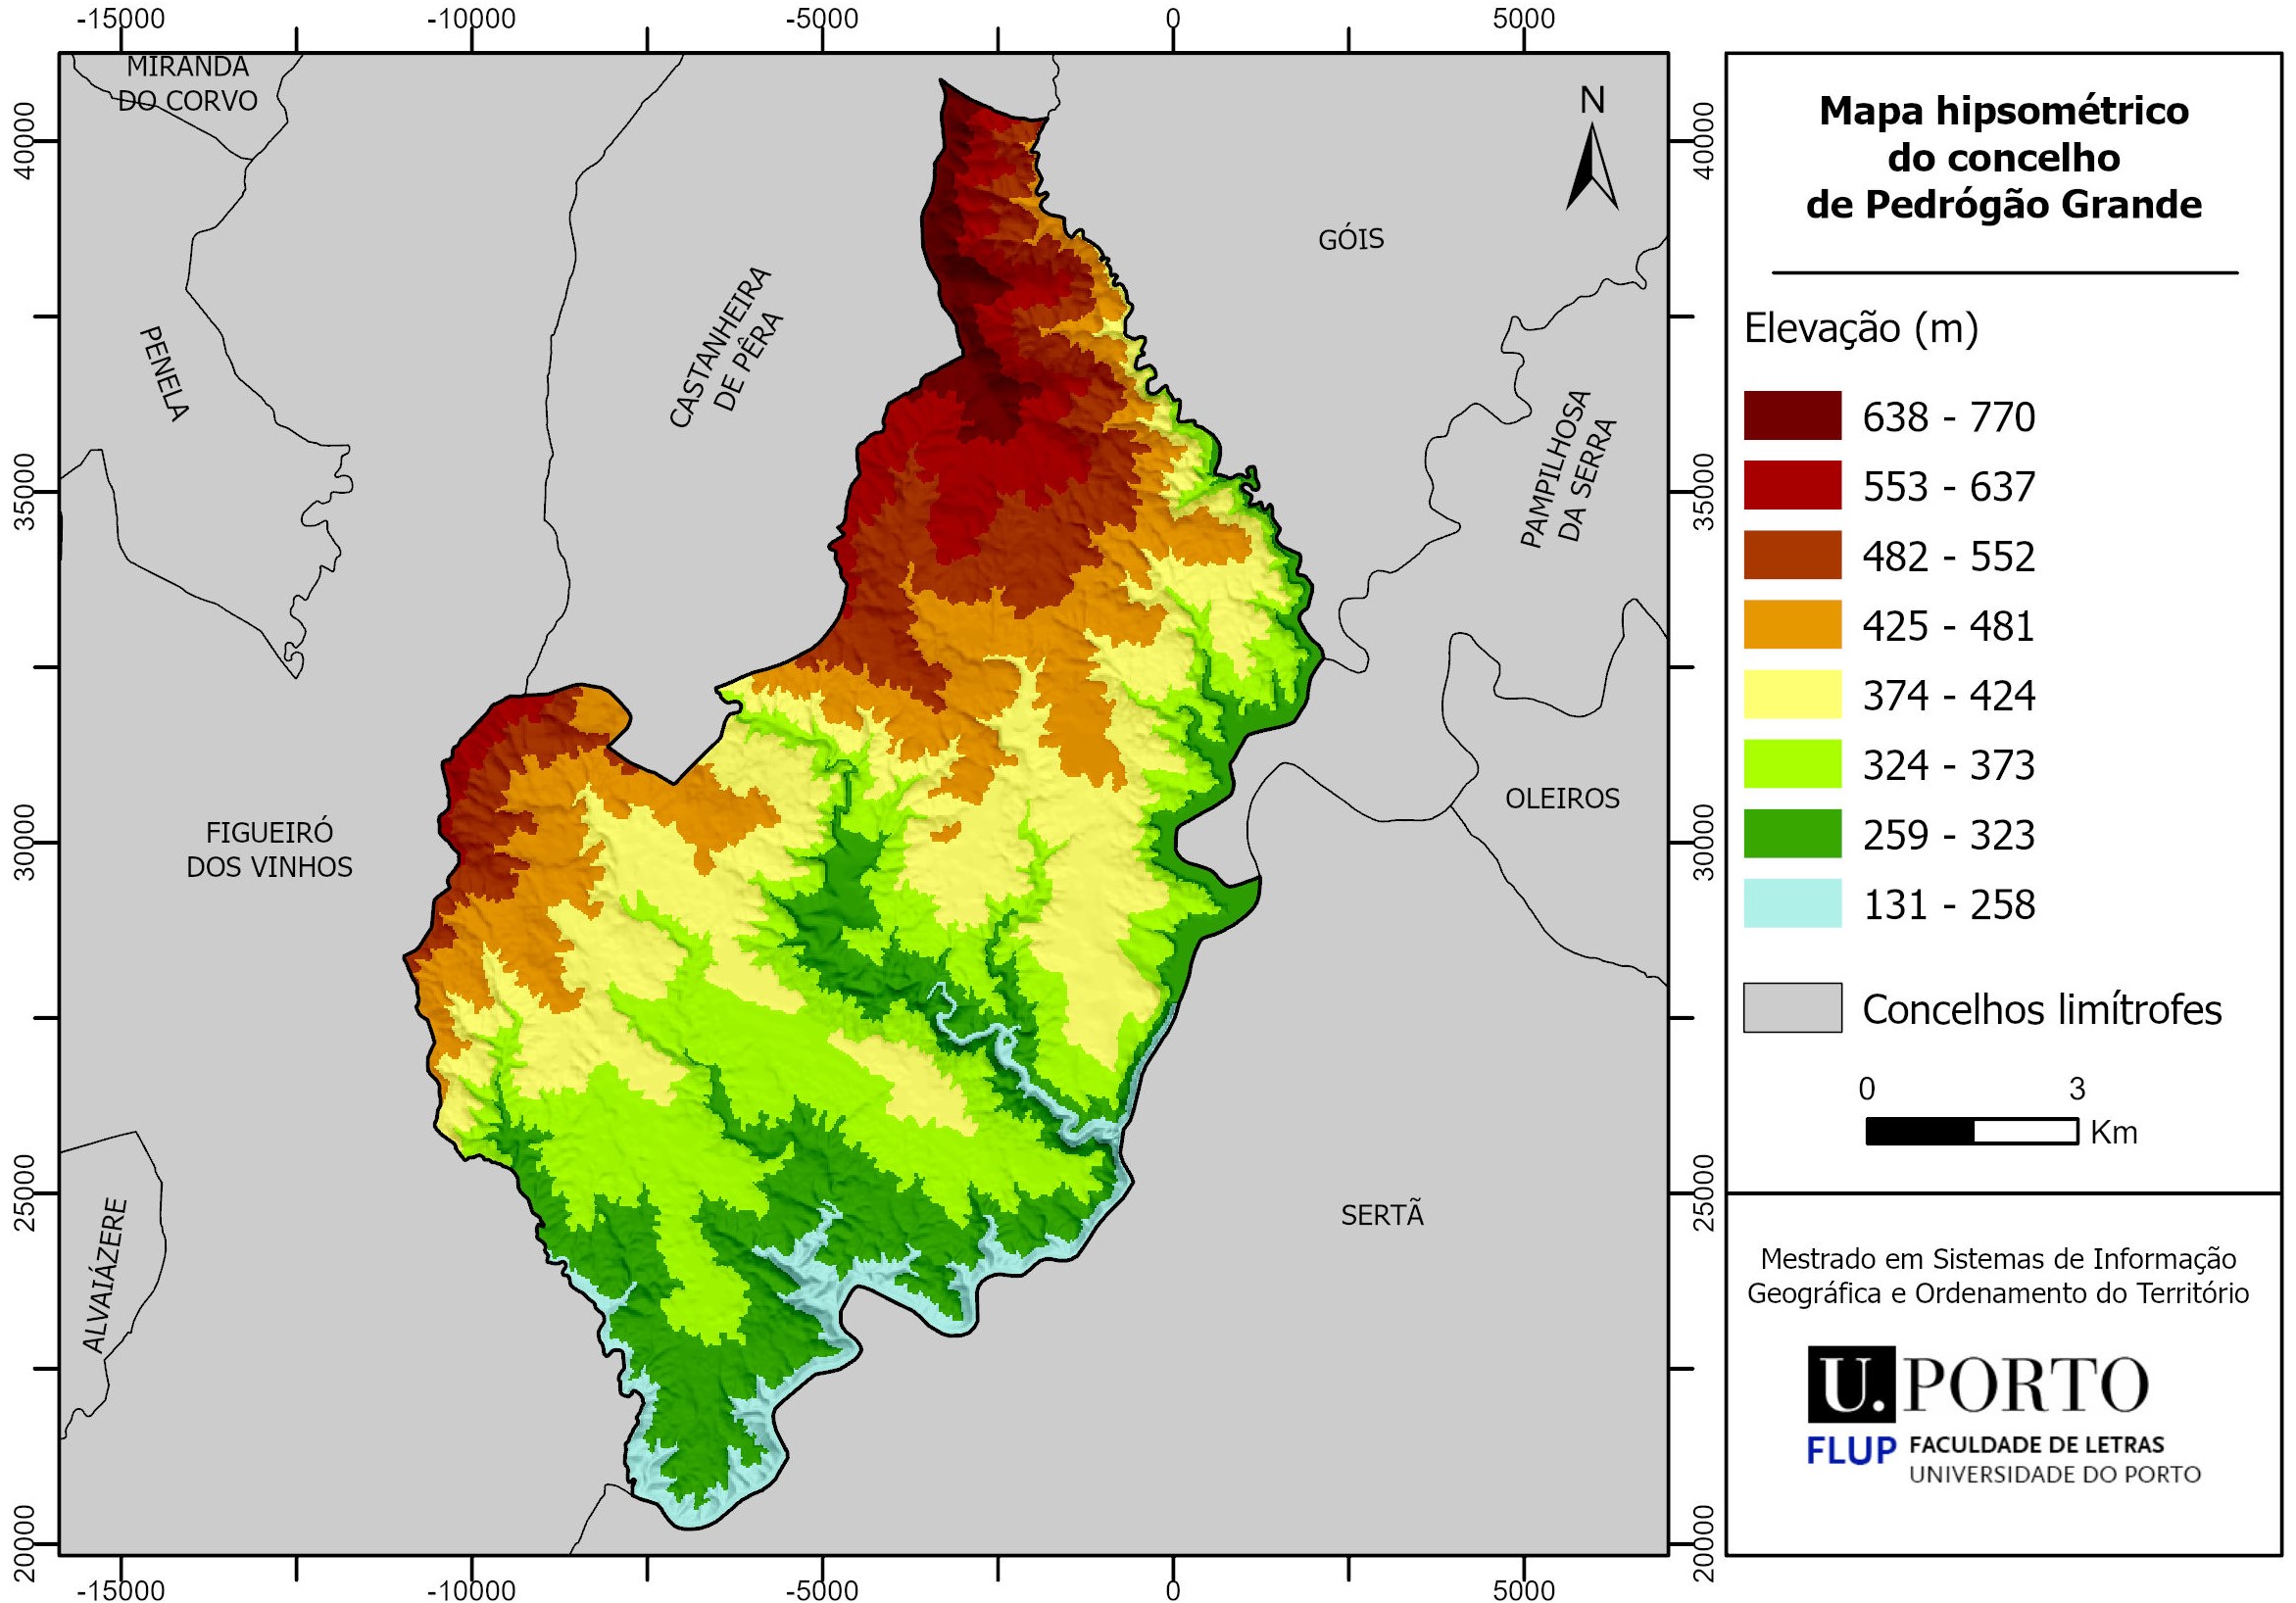 -15000
-10000
-5000
0
5000
40000
35000
30000
25000
20000
MIRANDA
DO CORVO
PENELA
CASTANHEIRA
DE PÊRA
GÓIS
N
PAMPILHOSA
DA SERRA
OLEIROS
FIGUEIRÓ
DOS VINHOS
SERTÃ
ALVAIÁZERE
40000
35000
30000
25000
20000
-15000
-10000
-5000
0
5000
Mapa hipsométrico
do concelho
de Pedrógão Grande
Elevação (m)
638 - 770
553 - 637
482 - 552
425 - 481
374 - 424
324 - 373
259 - 323
131 - 258
Concelhos limítrofes
0 3
Km
Mestrado em Sistemas de Informação
Geográfica e Ordenamento do Território
U. PORTO
FLUP FACULDADE DE LETRAS
UNIVERSIDADE DO PORTO